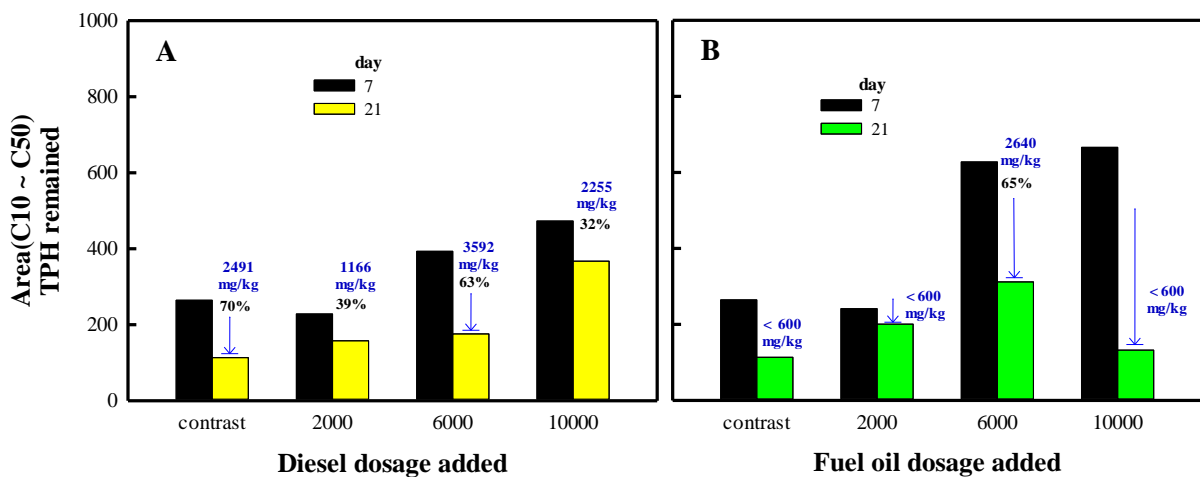 Area(C10 ~ C50)
TPH remained
1000
800
600
400
200
0
A
day
7
21
2491
mg/kg
70%
1166
mg/kg
39%
3592
mg/kg
63%
2255
mg/kg
32%
contrast
2000
6000
10000
Diesel dosage added
B
day
7
21
< 600
mg/kg
< 600
mg/kg
2640
mg/kg
65%
< 600
mg/kg
contrast
2000
6000
10000
Fuel oil dosage added